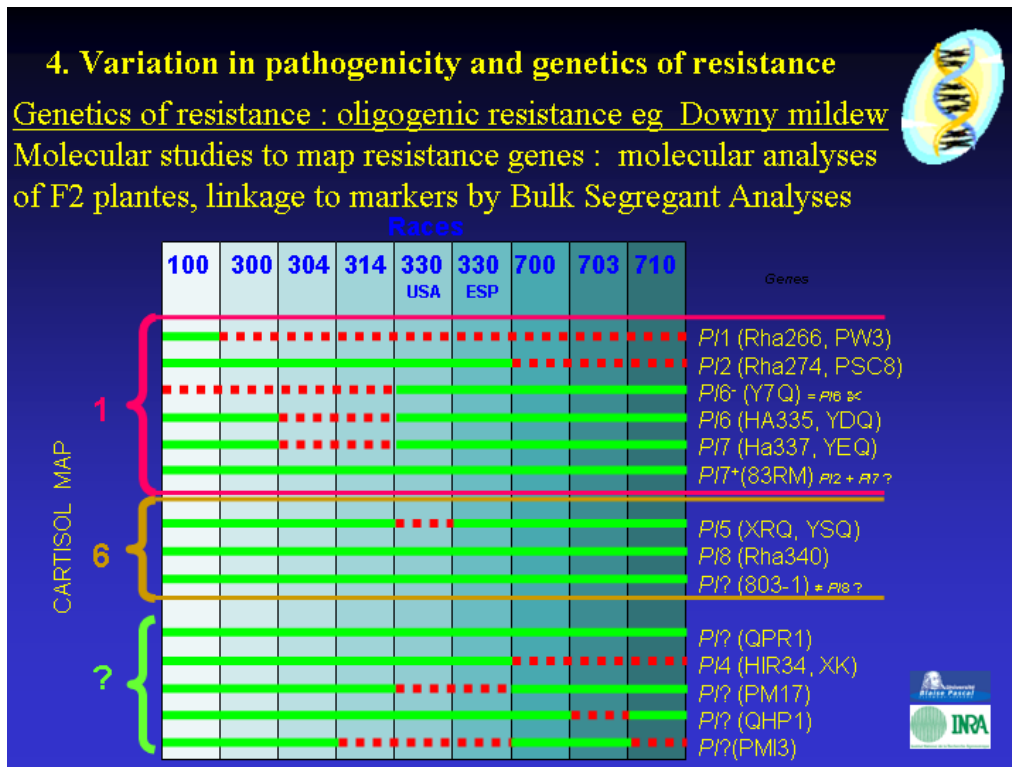 4. Variation in pathogenicity and genetics of resistance
Genetics of resistance : oligogenic resistance eg Downy mildew
Molecular studies to map resistance genes : molecular analyses
of F2 plantes, linkage to markers by Bulk Segregant Analyses
Races
100 300 304 314 330 330 700 703 710
USA ESP
Genes
Pl1 (Rha266, PW3)
Pl2 (Rha274, PSC8)
Pl6- (Y7Q) = Pl6
Pl6 (HA335, YDQ)
Pl7 (Ha337, YEQ)
Pl7+(83RM) Pl2 + Pl7 ?
1
CARTISOL MAP
6
Pl5 (XRQ, YSQ)
Pl8 (Rha340)
Pl? (803-1) ≠ Pl8 ?
?
Pl? (QPR1)
Pl4 (HIR34, XK)
Pl? (PM17)
Pl? (QHP1)
Pl?(PMI3)
Université
Blaise Pascal
INRA